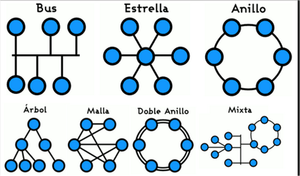 Bus
Estrella
Anillo
Árbol
Malla
Doble Anillo
Mixta